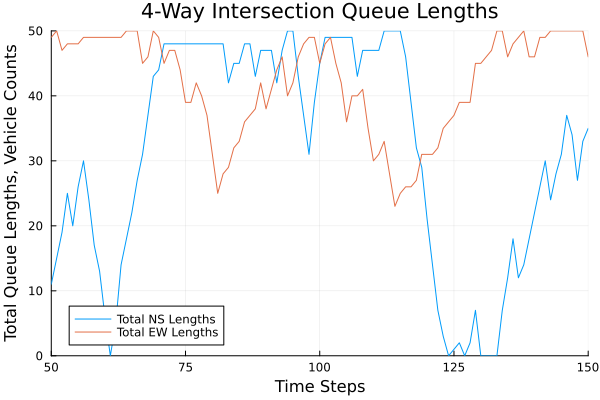 4-Way Intersection Queue Lengths
Total Queue Lengths, Vehicle Counts
50
40
30
20
10
0
Total NS Lengths
Total EW Lengths
50
75
100
125
150
Time Steps